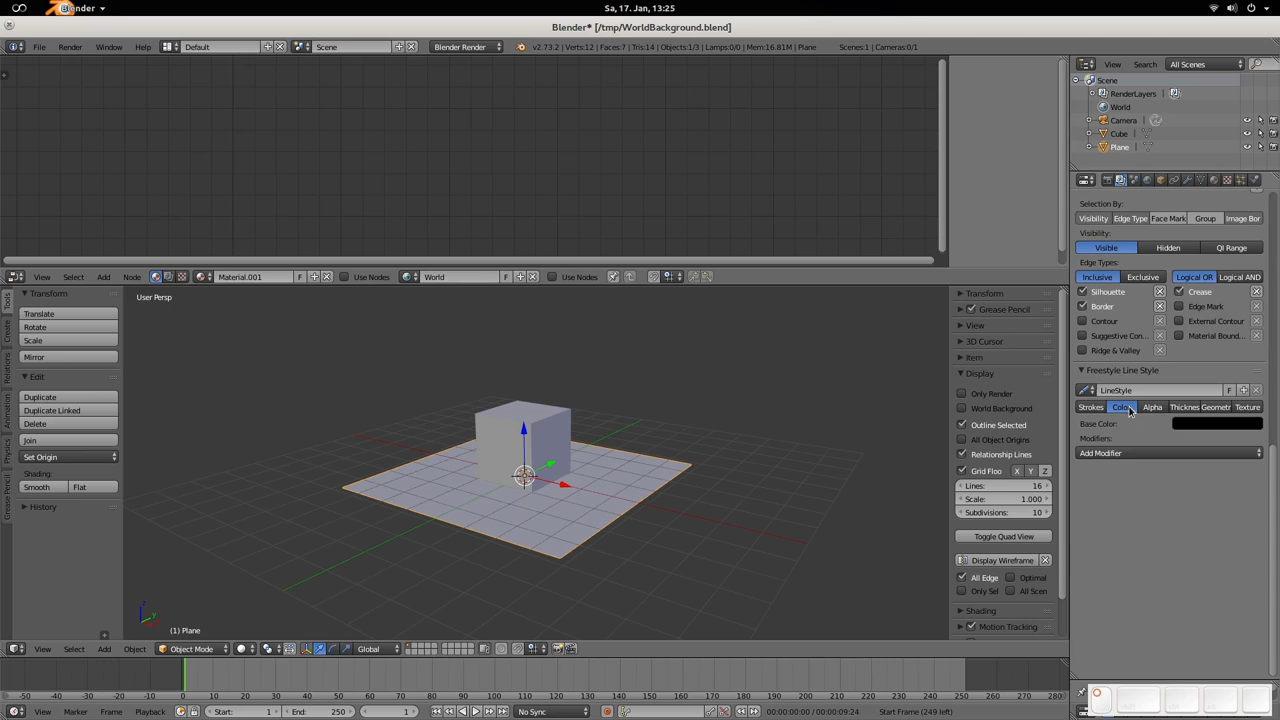 Blender
Sa, 17. Jan, 13:25
Blender* [/tmp/WorldBackground.blend]
File Render Window Help Default Scene Blender Render v2.73.2 | Verts:12 | Faces:7 | Tris:14 | Objects:1/3 | Lamps:0/0 | Mem:16.81M | Plane Scenes:1 | Cameras:0/1
View Search All Scenes
Scene
RenderLayers
World
Camera
Cube
Plane
Selection By:
Visibility Edge Type Face Mark Group Image Bor
Visibility:
Visible Hidden QI Range
Edge Types:
Inclusive Exclusive Logical OR Logical AND
Silhouette Crease
Border Edge Mark
Contour External Contour
Suggestive Con... Material Bound...
Ridge & Valley
Freestyle Line Style
LineStyle F
Strokes Color Alpha Thicknes Geometr Texture
Base Color:
Modifiers:
Add Modifier
View Select Add Node Material.001 F Use Nodes World F Use Nodes
Tools
Create
Relations
Animation
Physics
Grease Pencil
Transform
Translate
Rotate
Scale
Mirror
Edit
Duplicate
Duplicate Linked
Delete
Join
Set Origin
Shading:
Smooth Flat
History
User Persp
(1) Plane
Transform
Grease Pencil
View
3D Cursor
Item
Display
Only Render
World Background
Outline Selected
All Object Origins
Relationship Lines
Grid Floo X Y Z
Lines: 16
Scale: 1.000
Subdivisions: 10
Toggle Quad View
Display Wireframe
All Edge Optimal
Only Sel All Scen
Shading
Motion Tracking
View Select Add Object Object Mode Global
-50 -40 -30 -20 -10 0 10 20 30 40 50 60 70 80 90 100 110 120 130 140 150 160 170 180 190 200 210 220 230 240 250 260 270 280
View Marker Frame Playback Start: 1 End: 250 1 No Sync 00:00:00:00 / 00:00:09:24 Start Frame (249 left)